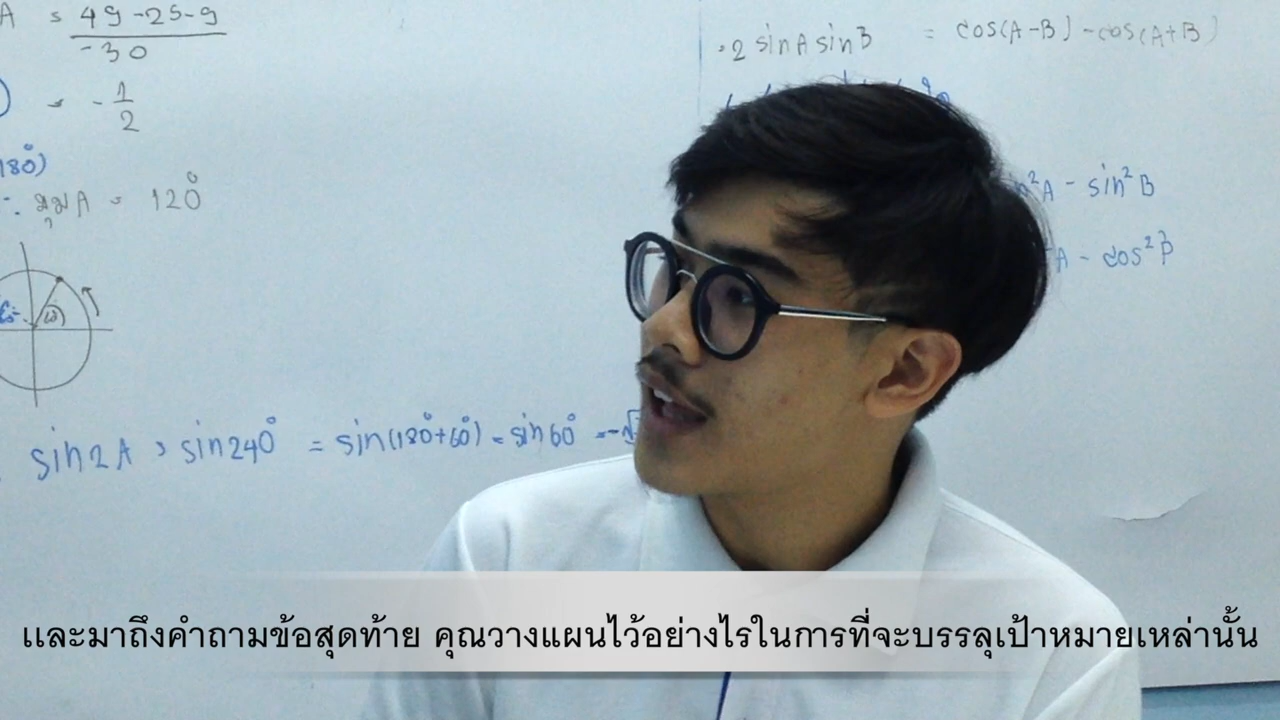 A = 49 - 25 - 9
-30
= - 1
2
180°)
∴ มุมA = 120°
sin2A = sin240° = sin(180°+60°) = sin60° = -√
• 2 sinA sinB = cos(A-B) - cos(A+B)
²A - sin²B
A - cos²B
และมาถึงคำถามข้อสุดท้าย คุณวางแผนไว้อย่างไรในการที่จะบรรลุเป้าหมายเหล่านั้น